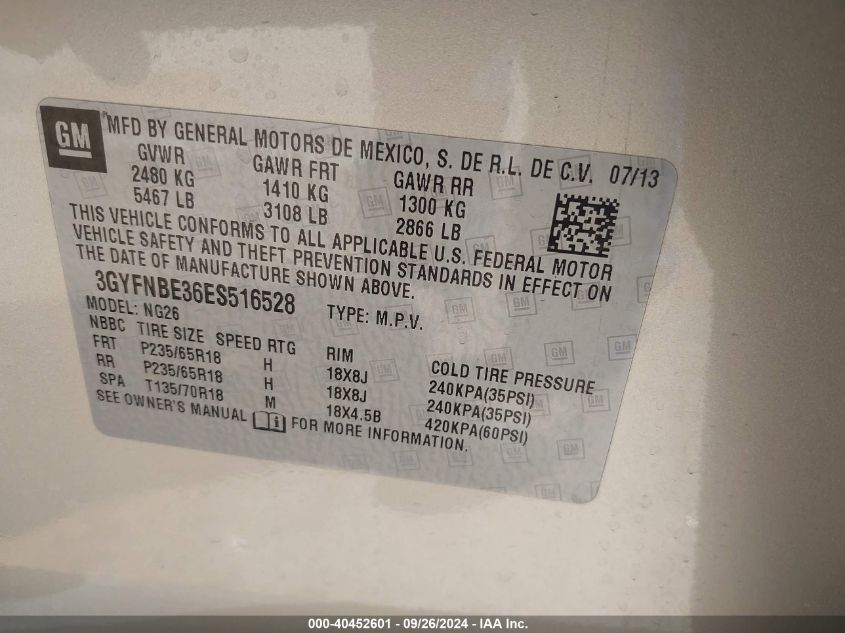 GM
MFD BY GENERAL MOTORS DE MEXICO, S. DE R.L. DE C.V. 07/13
GVWR GAWR FRT GAWR RR
2480 KG 1410 KG 1300 KG
5467 LB 3108 LB 2866 LB
THIS VEHICLE CONFORMS TO ALL APPLICABLE U.S. FEDERAL MOTOR
VEHICLE SAFETY AND THEFT PREVENTION STANDARDS IN EFFECT ON
THE DATE OF MANUFACTURE SHOWN ABOVE.
3GYFNBE36ES516528 TYPE: M.P.V.
MODEL: NG26
NBBC TIRE SIZE SPEED RTG RIM COLD TIRE PRESSURE
FRT P235/65R18 H 18X8J 240KPA(35PSI)
RR P235/65R18 H 18X8J 240KPA(35PSI)
SPA T135/70R18 M 18X4.5B 420KPA(60PSI)
SEE OWNER'S MANUAL FOR MORE INFORMATION.
000-40452601 - 09/26/2024 - IAA Inc.